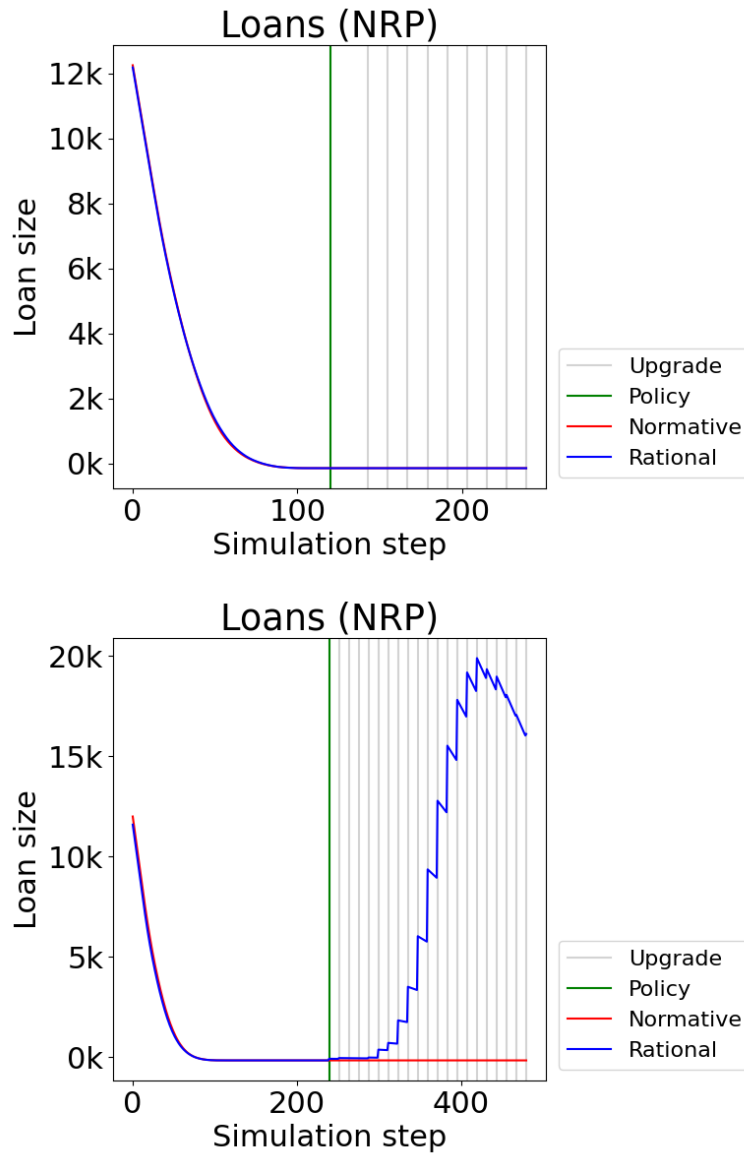 Loans (NRP)
12k
10k
8k
6k
4k
2k
0k
Loan size
0 100 200
Simulation step
Upgrade
Policy
Normative
Rational
Loans (NRP)
20k
15k
10k
5k
0k
Loan size
0 200 400
Simulation step
Upgrade
Policy
Normative
Rational